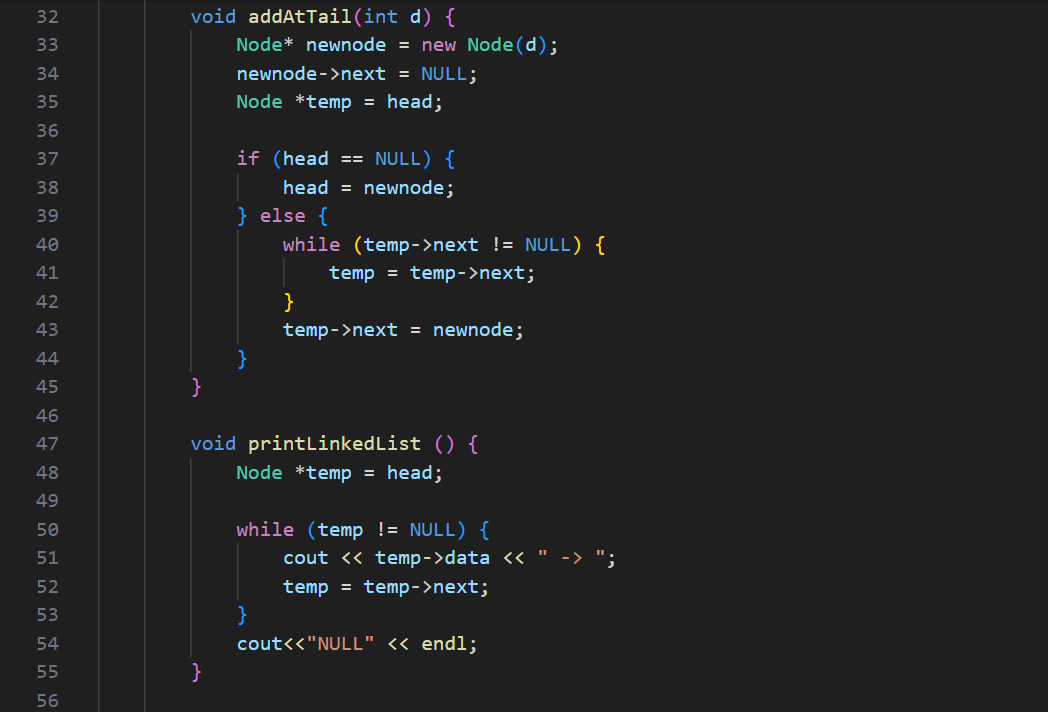 32 void addAtTail(int d) {
33 Node* newnode = new Node(d);
34 newnode->next = NULL;
35 Node *temp = head;
36
37 if (head == NULL) {
38 head = newnode;
39 } else {
40 while (temp->next != NULL) {
41 temp = temp->next;
42 }
43 temp->next = newnode;
44 }
45 }
46
47 void printLinkedList () {
48 Node *temp = head;
49
50 while (temp != NULL) {
51 cout << temp->data << " -> ";
52 temp = temp->next;
53 }
54 cout<<"NULL" << endl;
55 }
56